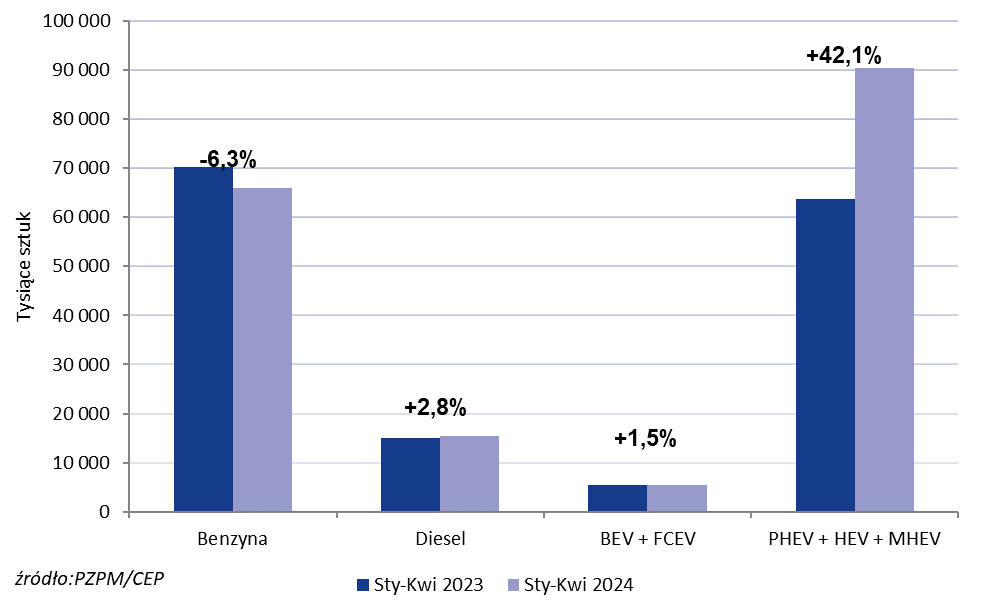 100 000
90 000
80 000
70 000
60 000
50 000
40 000
30 000
20 000
10 000
0
Tysiące sztuk
-6,3%
+2,8%
+1,5%
+42,1%
Benzyna
Diesel
BEV + FCEV
PHEV + HEV + MHEV
źródło:PZPM/CEP
Sty-Kwi 2023
Sty-Kwi 2024